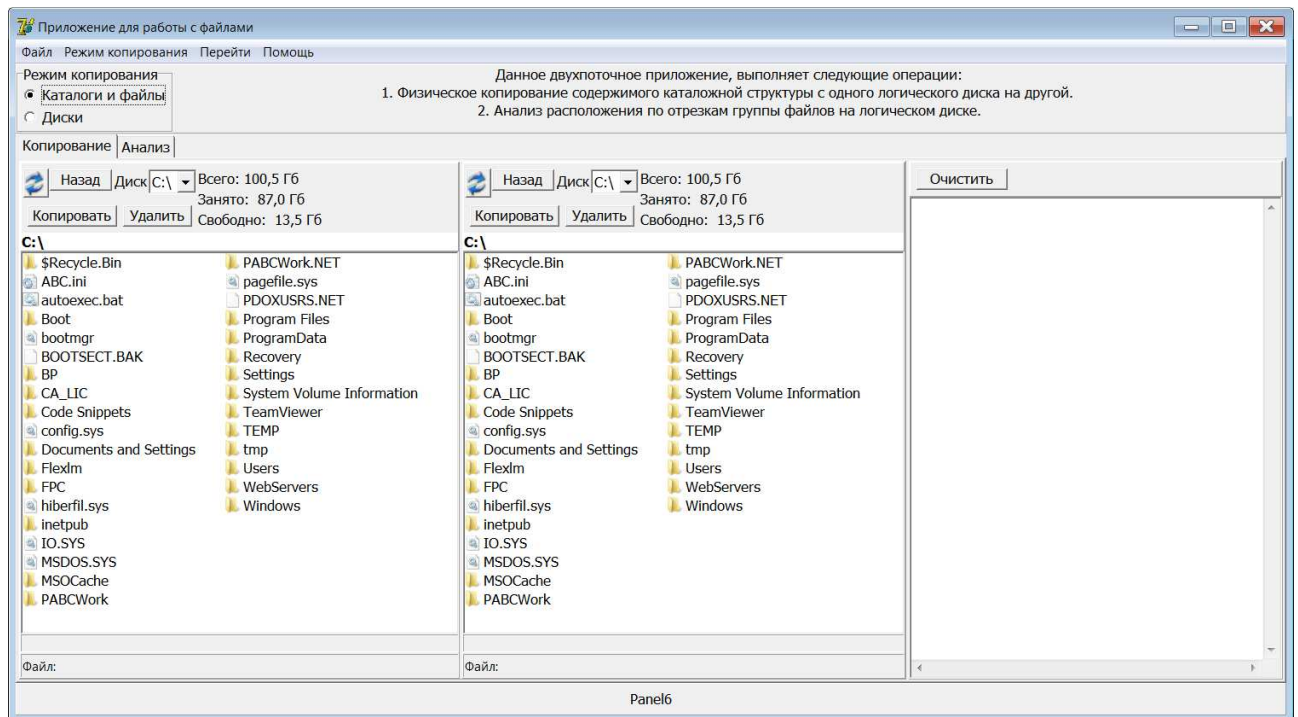 Приложение для работы с файлами
Файл Режим копирования Перейти Помощь
Режим копирования
Каталоги и файлы
Диски
Данное двухпоточное приложение, выполняет следующие операции:
1. Физическое копирование содержимого каталожной структуры с одного логического диска на другой.
2. Анализ расположения по отрезкам группы файлов на логическом диске.
Копирование Анализ
Назад Диск C:\ Всего: 100,5 Гб
Занято: 87,0 Гб
Копировать Удалить Свободно: 13,5 Гб
C:\
$Recycle.Bin
ABC.ini
autoexec.bat
Boot
bootmgr
BOOTSECT.BAK
BP
CA_LIC
Code Snippets
config.sys
Documents and Settings
Flexlm
FPC
hiberfil.sys
inetpub
IO.SYS
MSDOS.SYS
MSOCache
PABCWork
PABCWork.NET
pagefile.sys
PDOXUSRS.NET
Program Files
ProgramData
Recovery
Settings
System Volume Information
TeamViewer
TEMP
tmp
Users
WebServers
Windows
Файл:
Назад Диск C:\ Всего: 100,5 Гб
Занято: 87,0 Гб
Копировать Удалить Свободно: 13,5 Гб
C:\
$Recycle.Bin
ABC.ini
autoexec.bat
Boot
bootmgr
BOOTSECT.BAK
BP
CA_LIC
Code Snippets
config.sys
Documents and Settings
Flexlm
FPC
hiberfil.sys
inetpub
IO.SYS
MSDOS.SYS
MSOCache
PABCWork
PABCWork.NET
pagefile.sys
PDOXUSRS.NET
Program Files
ProgramData
Recovery
Settings
System Volume Information
TeamViewer
TEMP
tmp
Users
WebServers
Windows
Файл:
Очистить
Panel6